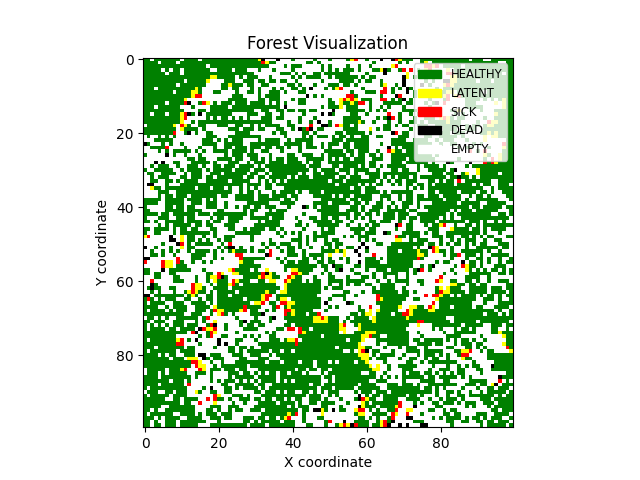 Forest Visualization
HEALTHY
LATENT
SICK
DEAD
EMPTY
0
20
40
60
80
Y coordinate
0
20
40
60
80
X coordinate